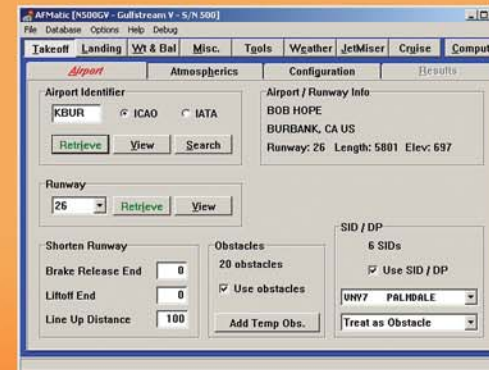 AFMatic [N500GV - Gulfstream V - S/N 500]
File Database Options Help Debug
Takeoff Landing Wt & Bal Misc. Tools Weather JetMiser Cruise Comput
Airport Atmospherics Configuration Results
Airport Identifier
KBUR ICAO IATA
Retrieve View Search
Airport / Runway Info
BOB HOPE
BURBANK, CA US
Runway: 26 Length: 5801 Elev: 697
Runway
26 Retrieve View
Shorten Runway
Brake Release End 0
Liftoff End 0
Line Up Distance 100
Obstacles
20 obstacles
Use obstacles
Add Temp Obs.
SID / DP
6 SIDs
Use SID / DP
VNY7 PALMDALE
Treat as Obstacle